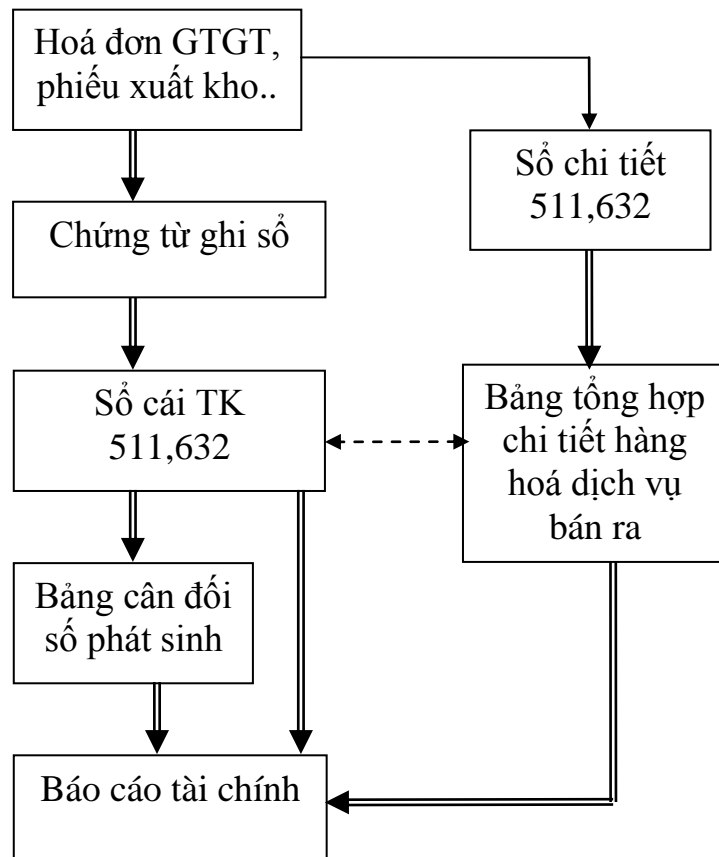 Hoá đơn GTGT,
phiếu xuất kho..
Sổ chi tiết
511,632
Chứng từ ghi sổ
Sổ cái TK
511,632
Bảng tổng hợp
chi tiết hàng
hoá dịch vụ
bán ra
Bảng cân đối
số phát sinh
Báo cáo tài chính